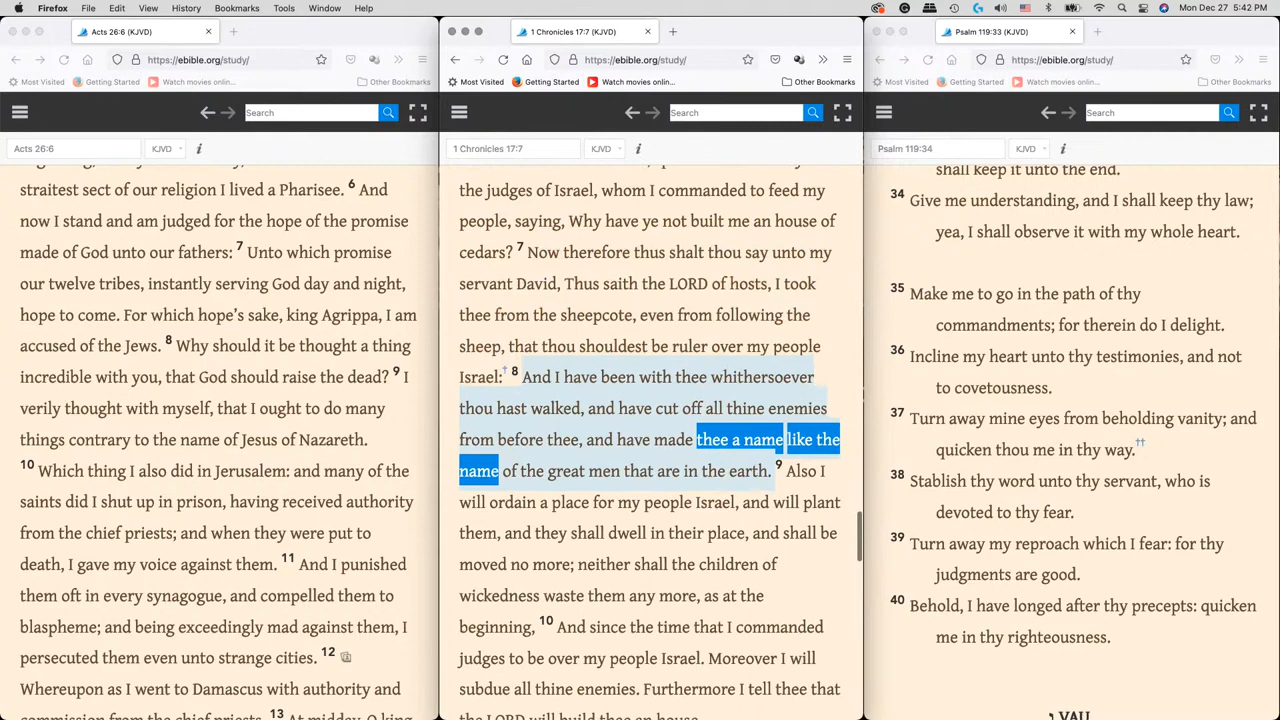 Firefox File Edit View History Bookmarks Tools Window Help Mon Dec 27 5:42 PM
Acts 26:6 (KJVD)
https://ebible.org/study/
Most Visited Getting Started Watch movies onlin... Other Bookmarks
Search
Acts 26:6 KJVD i
straitest sect of our religion I lived a Pharisee. 6 And
now I stand and am judged for the hope of the promise
made of God unto our fathers: 7 Unto which promise
our twelve tribes, instantly serving God day and night,
hope to come. For which hope’s sake, king Agrippa, I am
accused of the Jews. 8 Why should it be thought a thing
incredible with you, that God should raise the dead? 9 I
verily thought with myself, that I ought to do many
things contrary to the name of Jesus of Nazareth.
10 Which thing I also did in Jerusalem: and many of the
saints did I shut up in prison, having received authority
from the chief priests; and when they were put to
death, I gave my voice against them. 11 And I punished
them oft in every synagogue, and compelled them to
blaspheme; and being exceedingly mad against them, I
persecuted them even unto strange cities. 12
Whereupon as I went to Damascus with authority and
commission from the chief priests, 13 At midday, O king
1 Chronicles 17:7 (KJVD)
https://ebible.org/study/
Most Visited Getting Started Watch movies onlin... Other Bookmarks
Search
1 Chronicles 17:7 KJVD i
the judges of Israel, whom I commanded to feed my
people, saying, Why have ye not built me an house of
cedars? 7 Now therefore thus shalt thou say unto my
servant David, Thus saith the LORD of hosts, I took
thee from the sheepcote, even from following the
sheep, that thou shouldest be ruler over my people
Israel:† 8 And I have been with thee whithersoever
thou hast walked, and have cut off all thine enemies
from before thee, and have made thee a name like the
name of the great men that are in the earth. 9 Also I
will ordain a place for my people Israel, and will plant
them, and they shall dwell in their place, and shall be
moved no more; neither shall the children of
wickedness waste them any more, as at the
beginning, 10 And since the time that I commanded
judges to be over my people Israel. Moreover I will
subdue all thine enemies. Furthermore I tell thee that
the LORD will build thee an house
Psalm 119:33 (KJVD)
https://ebible.org/study/
Most Visited Getting Started Watch movies onlin... Other Bookmarks
Search
Psalm 119:34 KJVD i
shall keep it unto the end.
34 Give me understanding, and I shall keep thy law;
yea, I shall observe it with my whole heart.
35 Make me to go in the path of thy
commandments; for therein do I delight.
36 Incline my heart unto thy testimonies, and not
to covetousness.
37 Turn away mine eyes from beholding vanity; and
quicken thou me in thy way.††
38 Stablish thy word unto thy servant, who is
devoted to thy fear.
39 Turn away my reproach which I fear: for thy
judgments are good.
40 Behold, I have longed after thy precepts: quicken
me in thy righteousness.
ו VAU